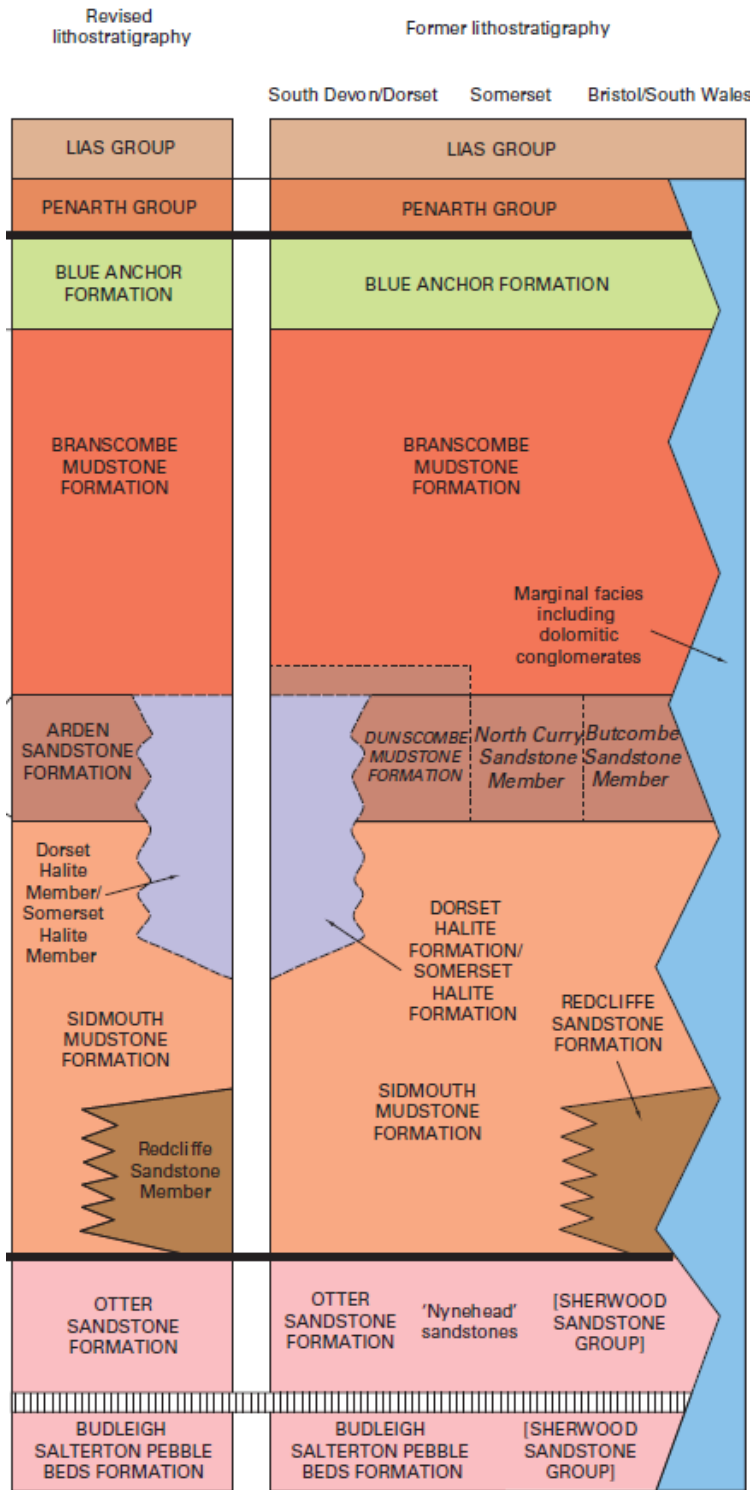 Revised
lithostratigraphy
Former lithostratigraphy
South Devon/Dorset
Somerset
Bristol/South Wales
LIAS GROUP
LIAS GROUP
PENARTH GROUP
PENARTH GROUP
BLUE ANCHOR
FORMATION
BLUE ANCHOR FORMATION
BRANSCOMBE
MUDSTONE
FORMATION
BRANSCOMBE
MUDSTONE
FORMATION
Marginal facies
including
dolomitic
conglomerates
ARDEN
SANDSTONE
FORMATION
DUNSCOMBE
MUDSTONE
FORMATION
North Curry
Sandstone
Member
Butcombe
Sandstone
Member
Dorset
Halite
Member/
Somerset
Halite
Member
DORSET
HALITE
FORMATION/
SOMERSET
HALITE
FORMATION
REDCLIFFE
SANDSTONE
FORMATION
SIDMOUTH
MUDSTONE
FORMATION
SIDMOUTH
MUDSTONE
FORMATION
Redcliffe
Sandstone
Member
OTTER
SANDSTONE
FORMATION
OTTER
SANDSTONE
FORMATION
'Nynehead'
sandstones
[SHERWOOD
SANDSTONE
GROUP]
BUDLEIGH
SALTERTON PEBBLE
BEDS FORMATION
BUDLEIGH
SALTERTON PEBBLE
BEDS FORMATION
[SHERWOOD
SANDSTONE
GROUP]